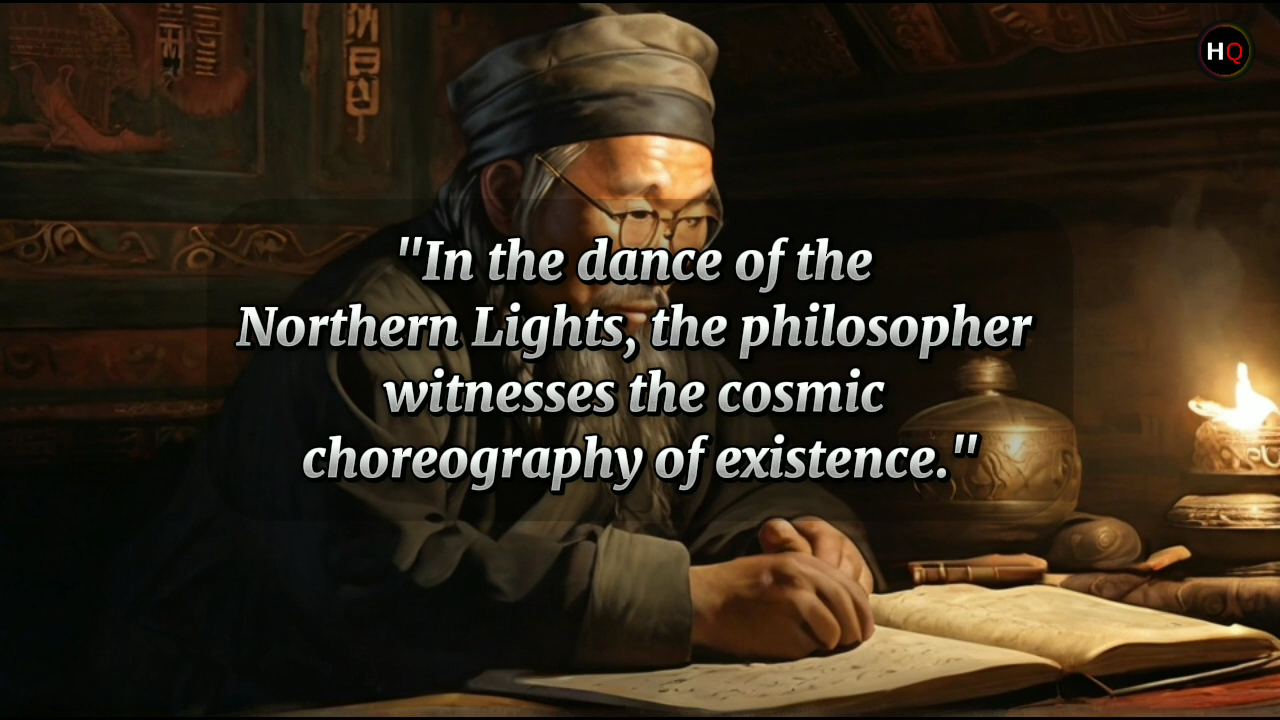 HQ
"In the dance of the
Northern Lights, the philosopher
witnesses the cosmic
choreography of existence."